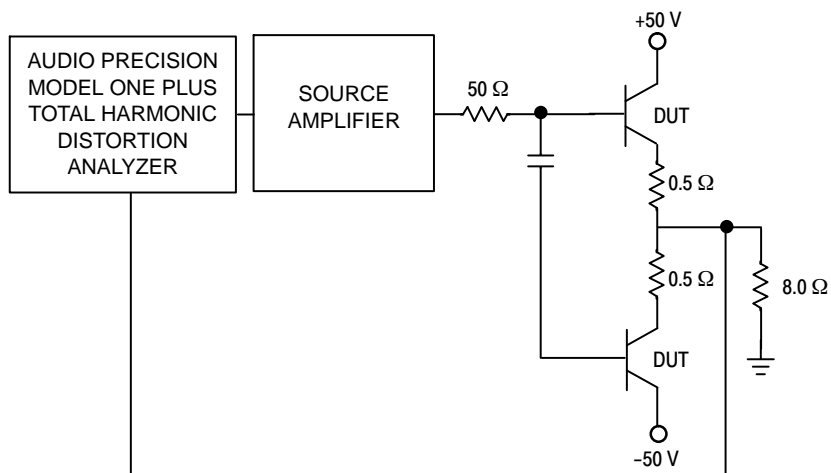 AUDIO PRECISION
MODEL ONE PLUS
TOTAL HARMONIC
DISTORTION
ANALYZER
SOURCE
AMPLIFIER
50 Ω
+50 V
DUT
0.5 Ω
0.5 Ω
8.0 Ω
DUT
−50 V